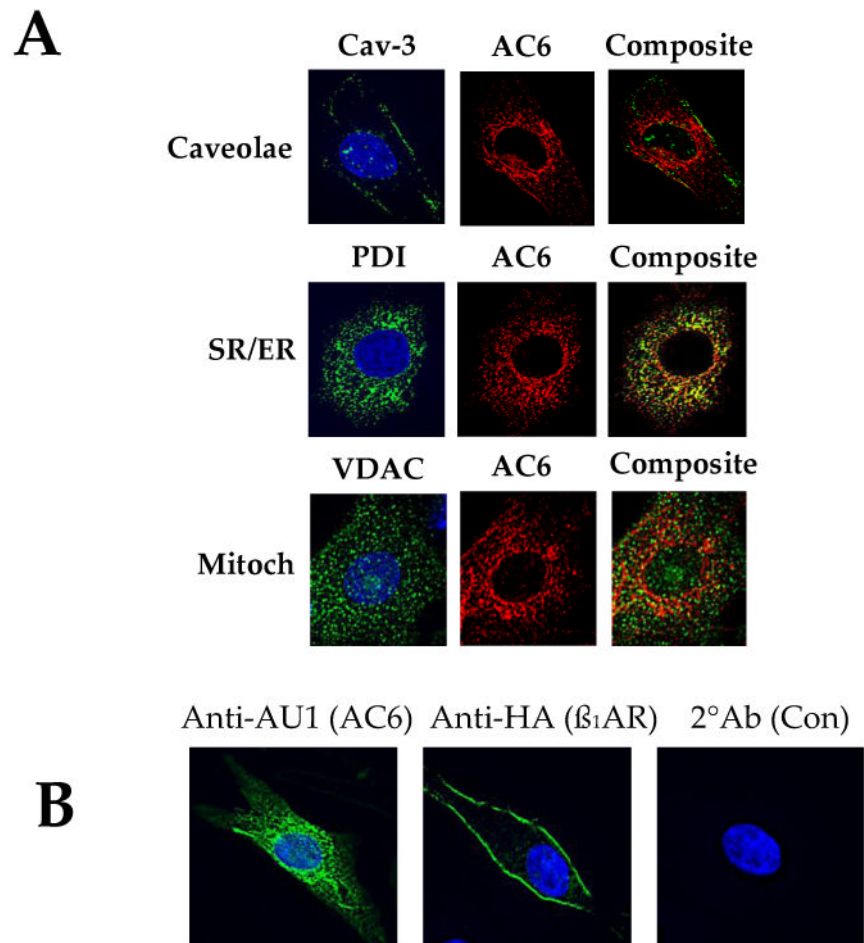 A
Cav-3 AC6 Composite
Caveolae
PDI AC6 Composite
SR/ER
VDAC AC6 Composite
Mitoch
Anti-AU1 (AC6) Anti-HA (ß₁AR) 2°Ab (Con)
B